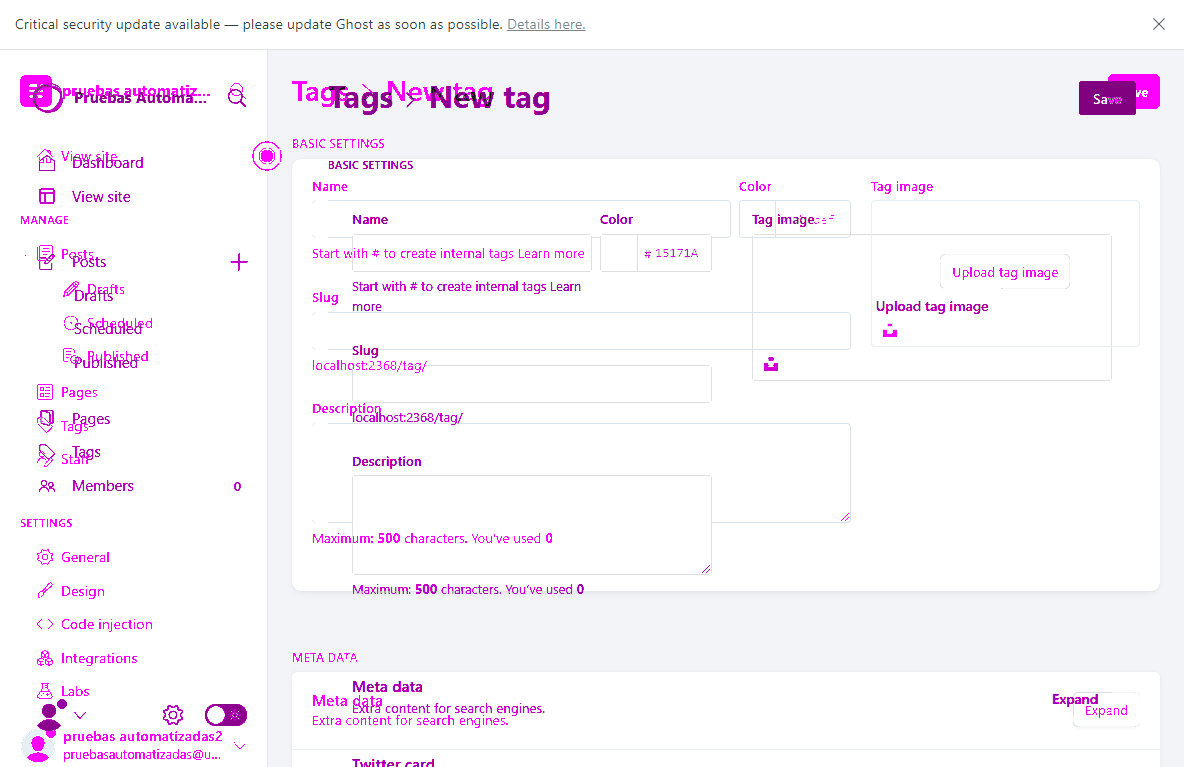 Critical security update available — please update Ghost as soon as possible. Details here.
pruebas automatiz...
Pruebas Automa...
Tags > New tag
Tags > New tag
Save
BASIC SETTINGS
BASIC SETTINGS
View site
Dashboard
View site
MANAGE
Posts
Posts
Drafts
Drafts
Scheduled
Scheduled
Published
Published
Pages
Pages
Tags
Tags
Staff
Members 0
SETTINGS
General
Design
Code injection
Integrations
Labs
pruebas automatizadas2
pruebasautomatizadas@u...
Name
Color
Tag image
Name
Color
Tag image
Start with # to create internal tags Learn more
# 15171A
Upload tag image
Start with # to create internal tags Learn
more
Upload tag image
Slug
Slug
localhost:2368/tag/
localhost:2368/tag/
Description
Description
Maximum: 500 characters. You've used 0
Maximum: 500 characters. You've used 0
META DATA
Meta data
Meta data
Extra content for search engines.
Extra content for search engines.
Expand
Expand
Twitter card